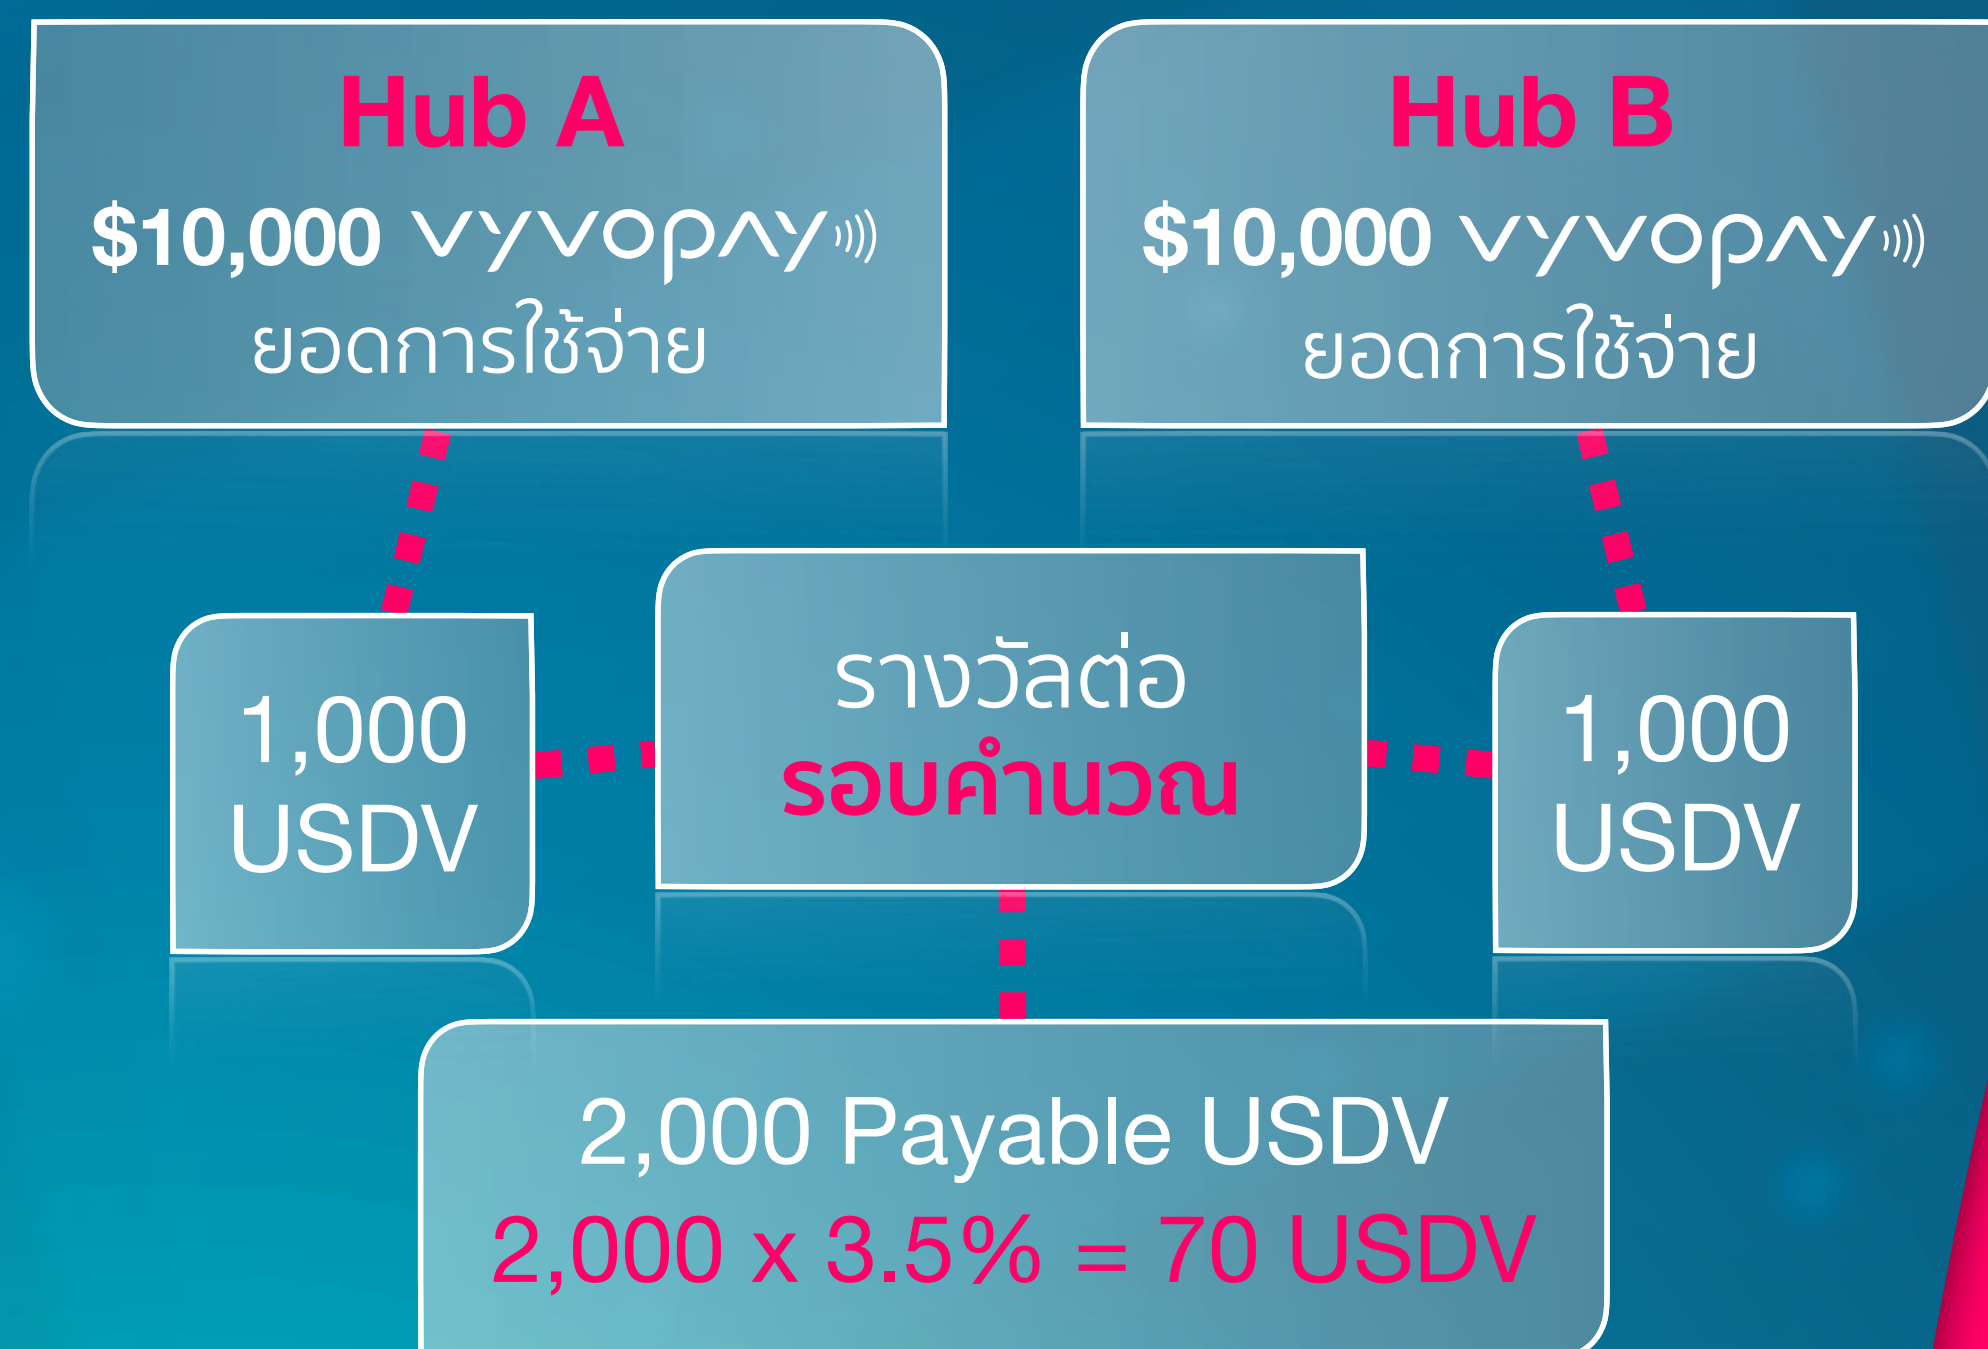 Hub A
$10,000 vyvopay
ยอดการใช้จ่าย
Hub B
$10,000 vyvopay
ยอดการใช้จ่าย
1,000
USDV
รางวัลต่อ
รอบคำนวณ
1,000
USDV
2,000 Payable USDV
2,000 x 3.5% = 70 USDV